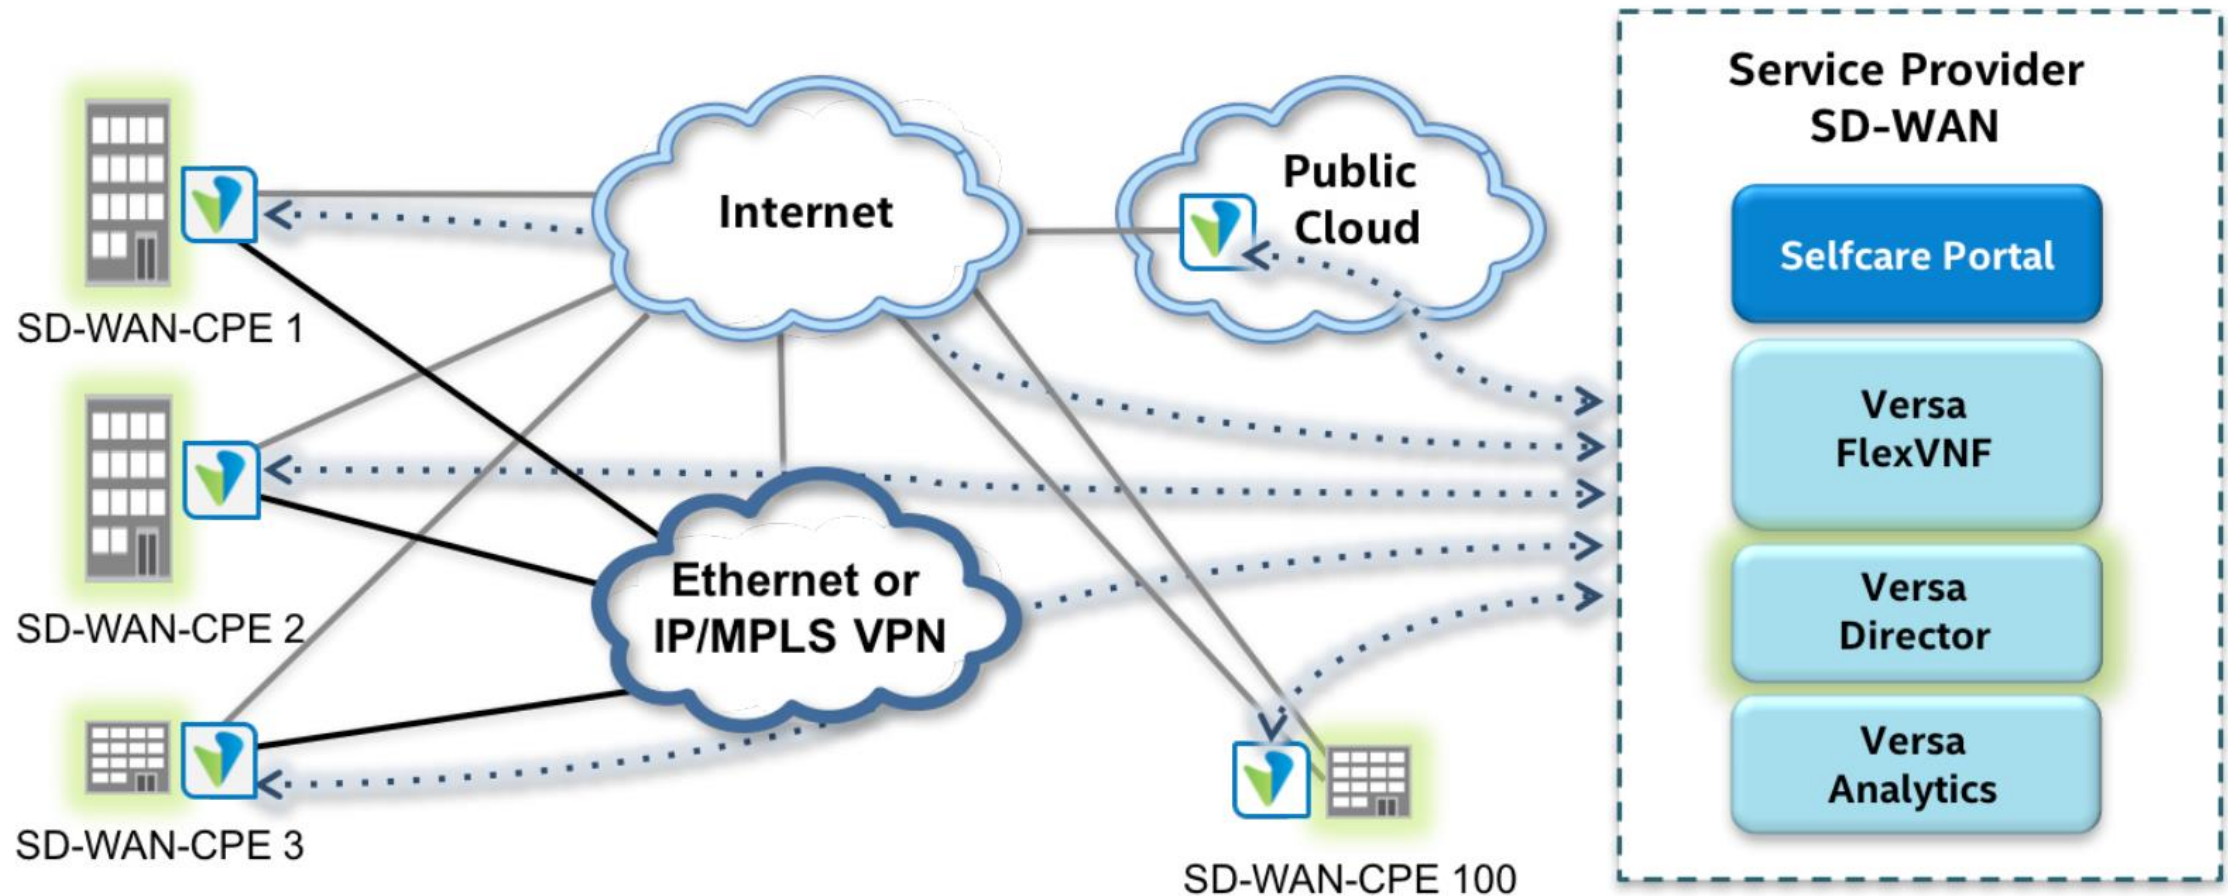 SD-WAN-CPE 1
SD-WAN-CPE 2
SD-WAN-CPE 3
Internet
Ethernet or
IP/MPLS VPN
Public
Cloud
SD-WAN-CPE 100
Service Provider
SD-WAN
Selfcare Portal
Versa
FlexVNF
Versa
Director
Versa
Analytics